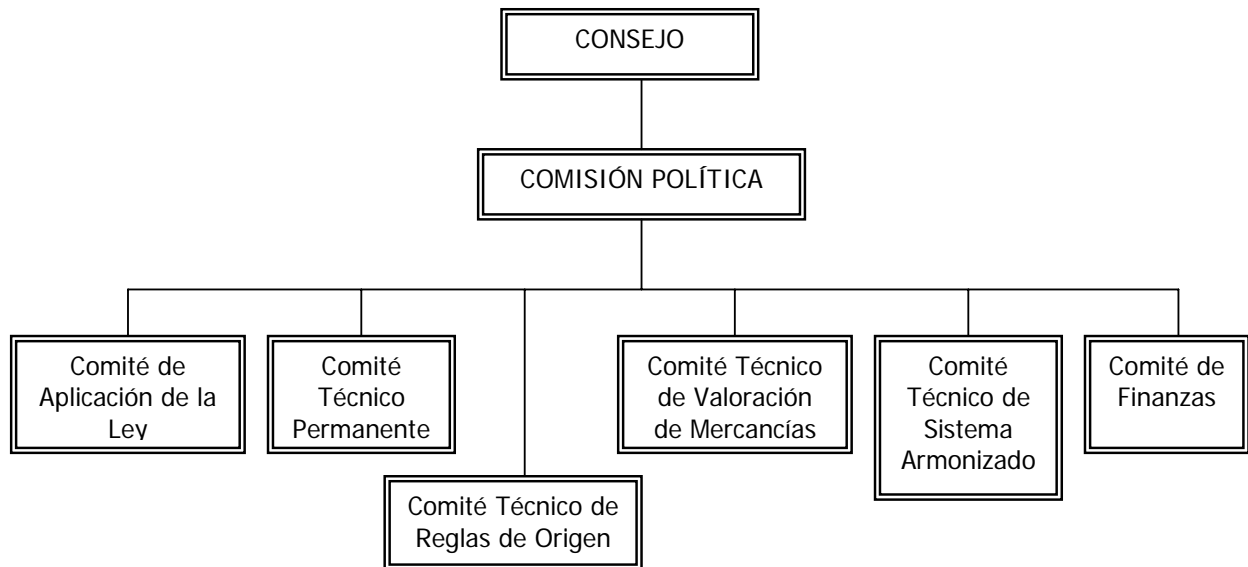 CONSEJO
COMISIÓN POLÍTICA
Comité de
Aplicación de la
Ley
Comité
Técnico
Permanente
Comité Técnico de
Reglas de Origen
Comité Técnico
de Valoración
de Mercancías
Comité
Técnico de
Sistema
Armonizado
Comité de
Finanzas